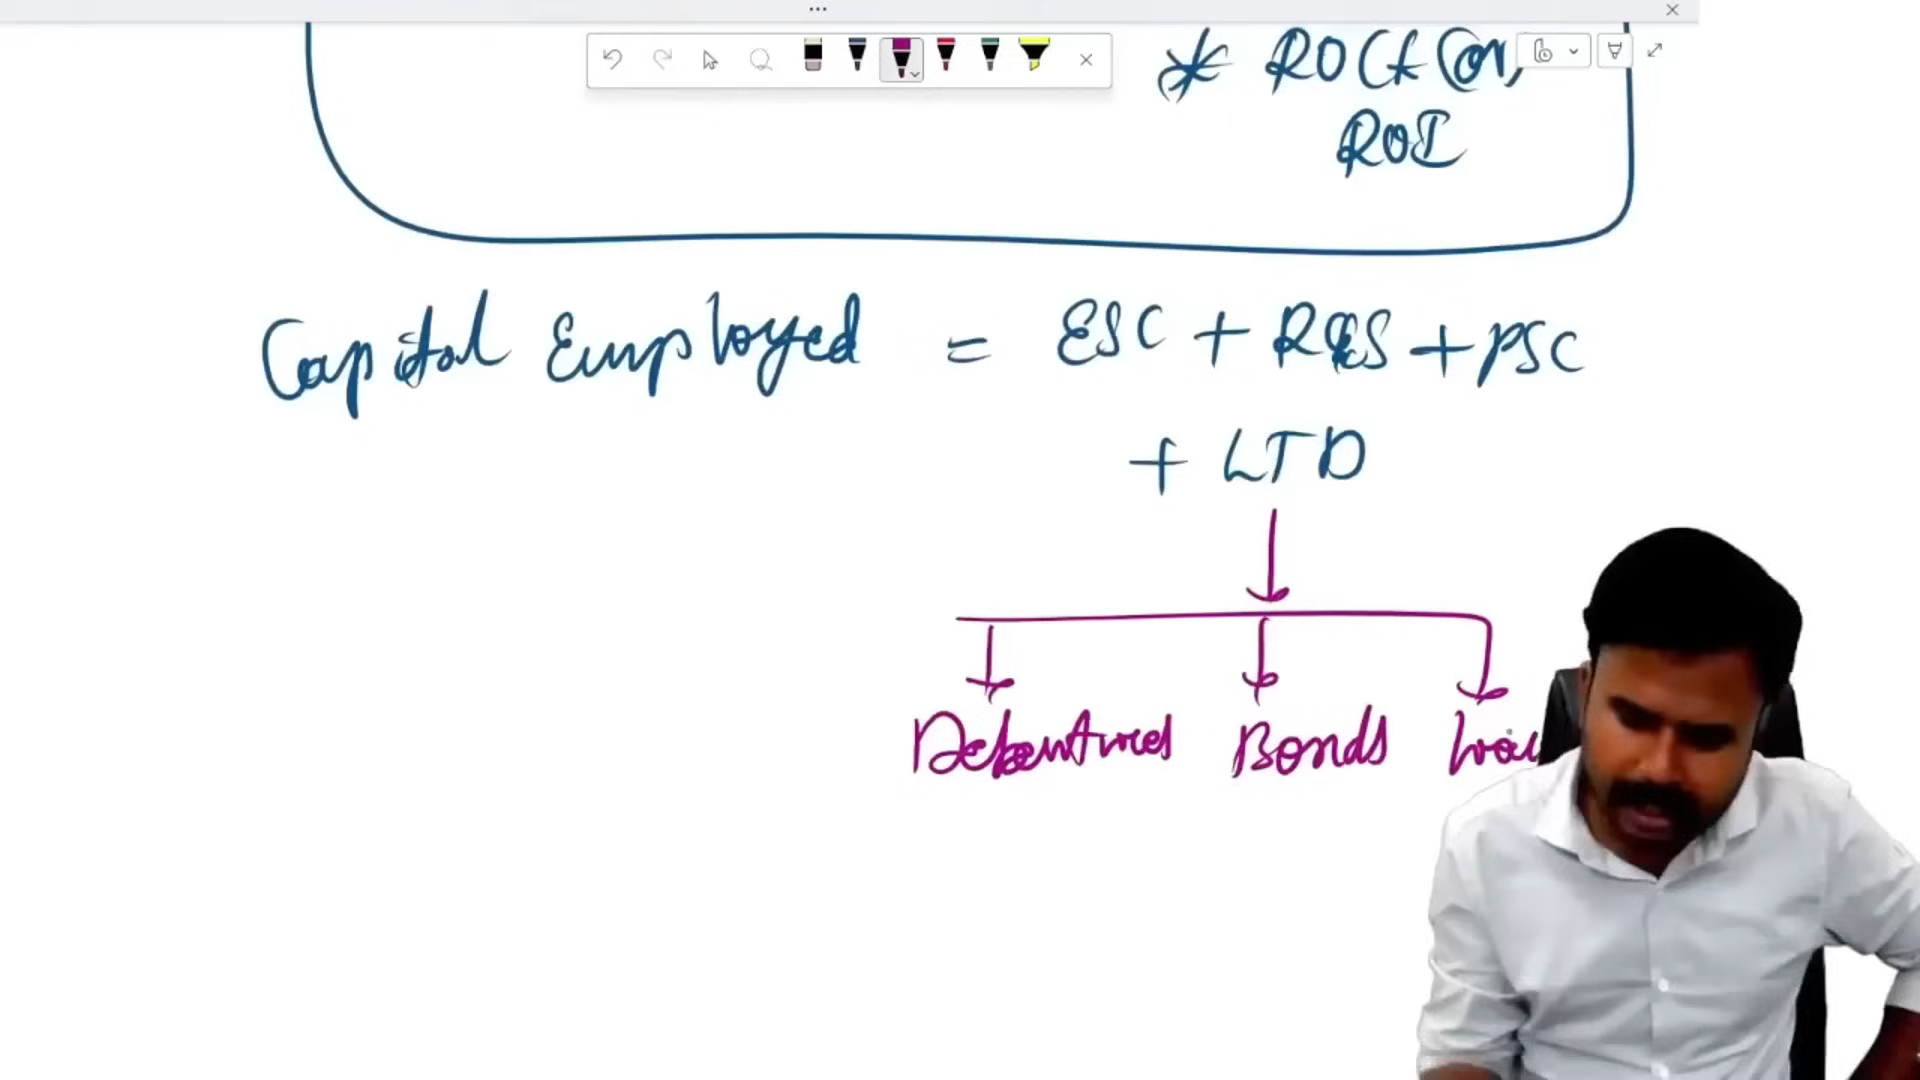 * ROCE (or)
ROI
Capital Employed = ESC + R&S + PSC
+ LTD
Debentures Bonds